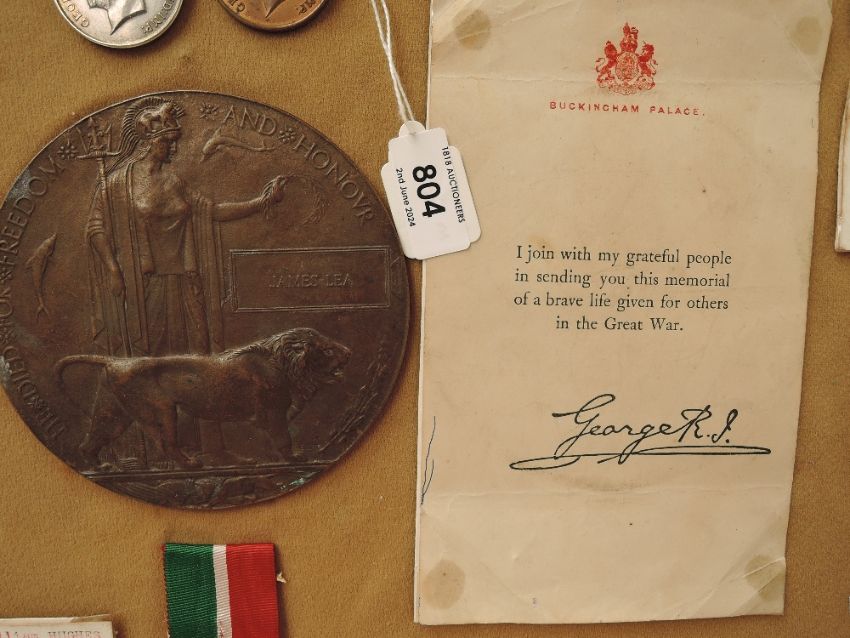 HE DIED FOR FREEDOM AND HONOUR
JAMES LEA
1818 AUCTIONEERS
804
2nd June 2024
BUCKINGHAM PALACE.
I join with my grateful people
in sending you this memorial
of a brave life given for others
in the Great War.
George R.I.
HUGHES